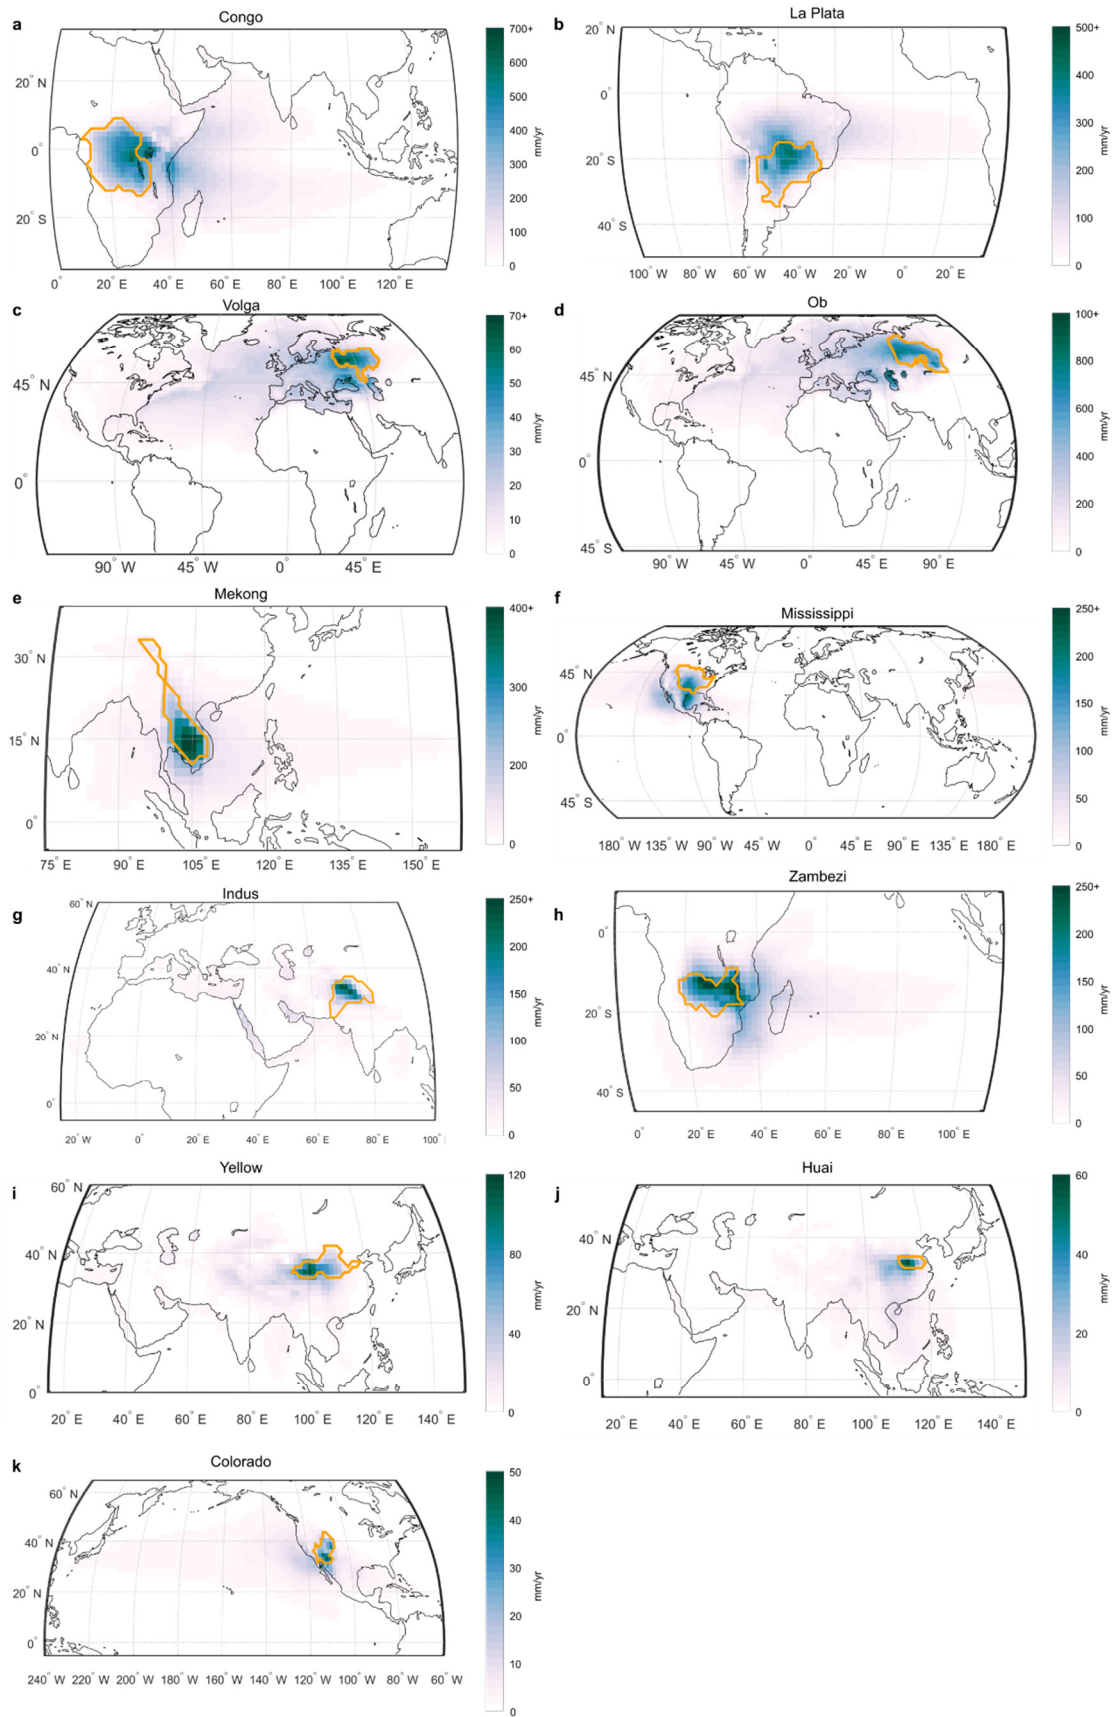 a
Congo
20° N
0°
20° S
0° 20° E 40° E 60° E 80° E 100° E 120° E
700+
600
500
400
300
200
100
0
mm/yr
b
La Plata
20° N
0°
20° S
40° S
100° W 80° W 60° W 40° W 20° W 0° 20° E
500+
400
300
200
100
0
mm/yr
c
Volga
45° N
0°
90° W 45° W 0° 45° E
70+
60
50
40
30
20
10
0
mm/yr
d
Ob
45° N
0°
45° S
90° W 45° W 0° 45° E 90° E
100+
800
600
400
200
0
mm/yr
e
Mekong
30° N
15° N
0°
75° E 90° E 105° E 120° E 135° E 150° E
400+
300
200
0
mm/yr
f
Mississippi
45° N
0°
45° S
180° W 135° W 90° W 45° W 0° 45° E 90° E 135° E 180° E
250+
200
150
100
50
0
mm/yr
g
Indus
60° N
40° N
20° N
0°
20° W 0° 20° E 40° E 60° E 80° E 100°
250+
200
150
100
50
0
mm/yr
h
Zambezi
0°
20° S
40° S
0° 20° E 40° E 60° E 80° E 100° E
250+
200
150
100
50
0
mm/yr
i
Yellow
60° N
40° N
20° N
0°
20° E 40° E 60° E 80° E 100° E 120° E 140° E
120
80
40
0
mm/yr
j
Huai
40° N
20° N
0°
20° E 40° E 60° E 80° E 100° E 120° E 140° E
60
40
20
0
mm/yr
k
Colorado
60° N
40° N
20° N
0°
240° W 220° W 200° W 180° W 160° W 140° W 120° W 100° W 80° W 60° W
50
40
30
20
10
0
mm/yr